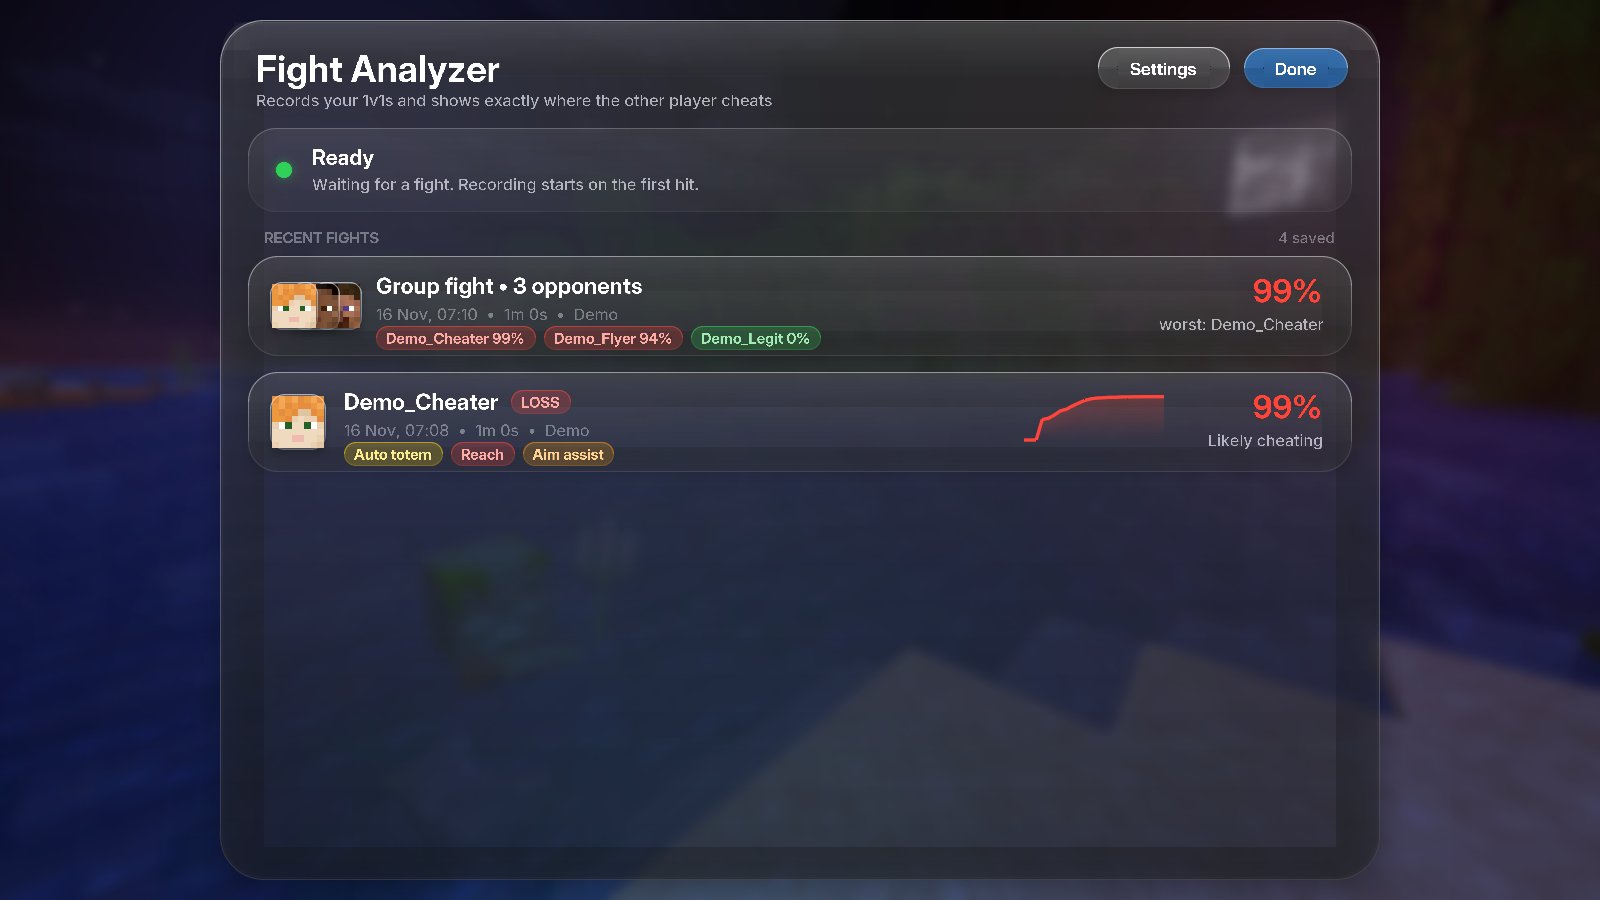 Fight Analyzer
Settings
Done
Records your 1v1s and shows exactly where the other player cheats
Ready
Waiting for a fight. Recording starts on the first hit.
RECENT FIGHTS
4 saved
Group fight • 3 opponents
99%
16 Nov, 07:10 • 1m 0s • Demo
worst: Demo_Cheater
Demo_Cheater 99%
Demo_Flyer 94%
Demo_Legit 0%
Demo_Cheater
LOSS
99%
16 Nov, 07:08 • 1m 0s • Demo
Likely cheating
Auto totem
Reach
Aim assist